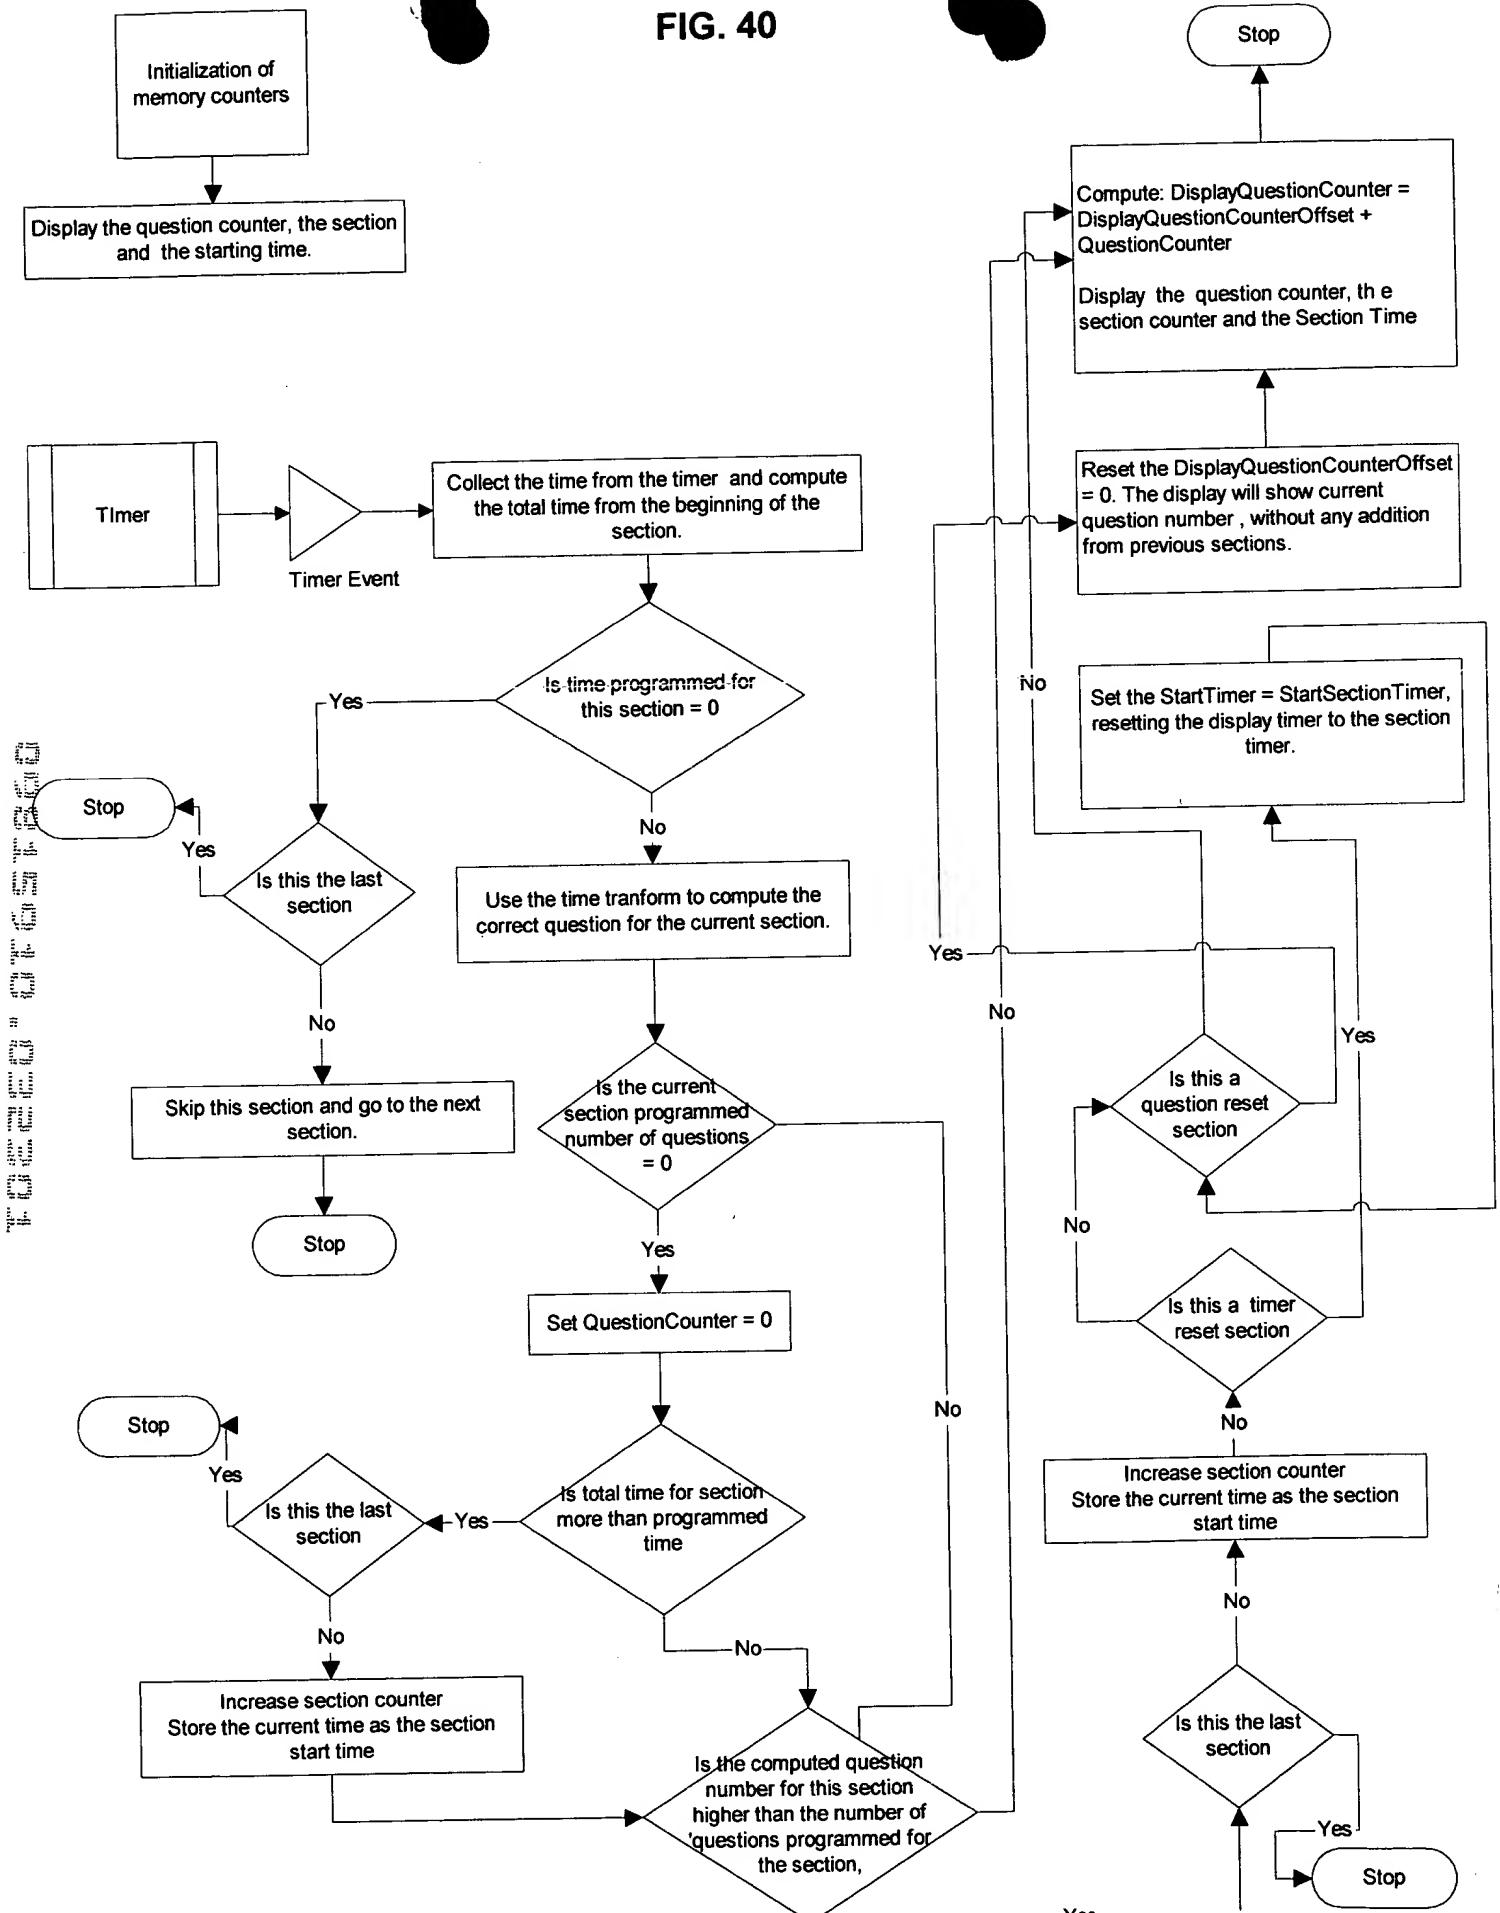 FIG. 40
Initialization of
memory counters
Display the question counter, the section
and the starting time.
TImer
Timer Event
Collect the time from the timer and compute
the total time from the beginning of the
section.
Is time programmed for
this section = 0
Yes
No
Stop
Yes
Is this the last
section
No
Skip this section and go to the next
section.
Stop
Use the time tranform to compute the
correct question for the current section.
Is the current
section programmed
number of questions
= 0
Yes
No
Set QuestionCounter = 0
Is total time for section
more than programmed
time
Yes
No
Stop
Yes
Is this the last
section
No
Increase section counter
Store the current time as the section
start time
Is the computed question
number for this section
higher than the number of
'questions programmed for
the section,
No
Stop
Compute: DisplayQuestionCounter =
DisplayQuestionCounterOffset +
QuestionCounter
Display the question counter, th e
section counter and the Section Time
Reset the DisplayQuestionCounterOffset
= 0. The display will show current
question number , without any addition
from previous sections.
No
Set the StartTimer = StartSectionTimer,
resetting the display timer to the section
timer.
Yes
Yes
Is this a
question reset
section
No
Is this a timer
reset section
No
Increase section counter
Store the current time as the section
start time
No
Is this the last
section
Yes
Stop